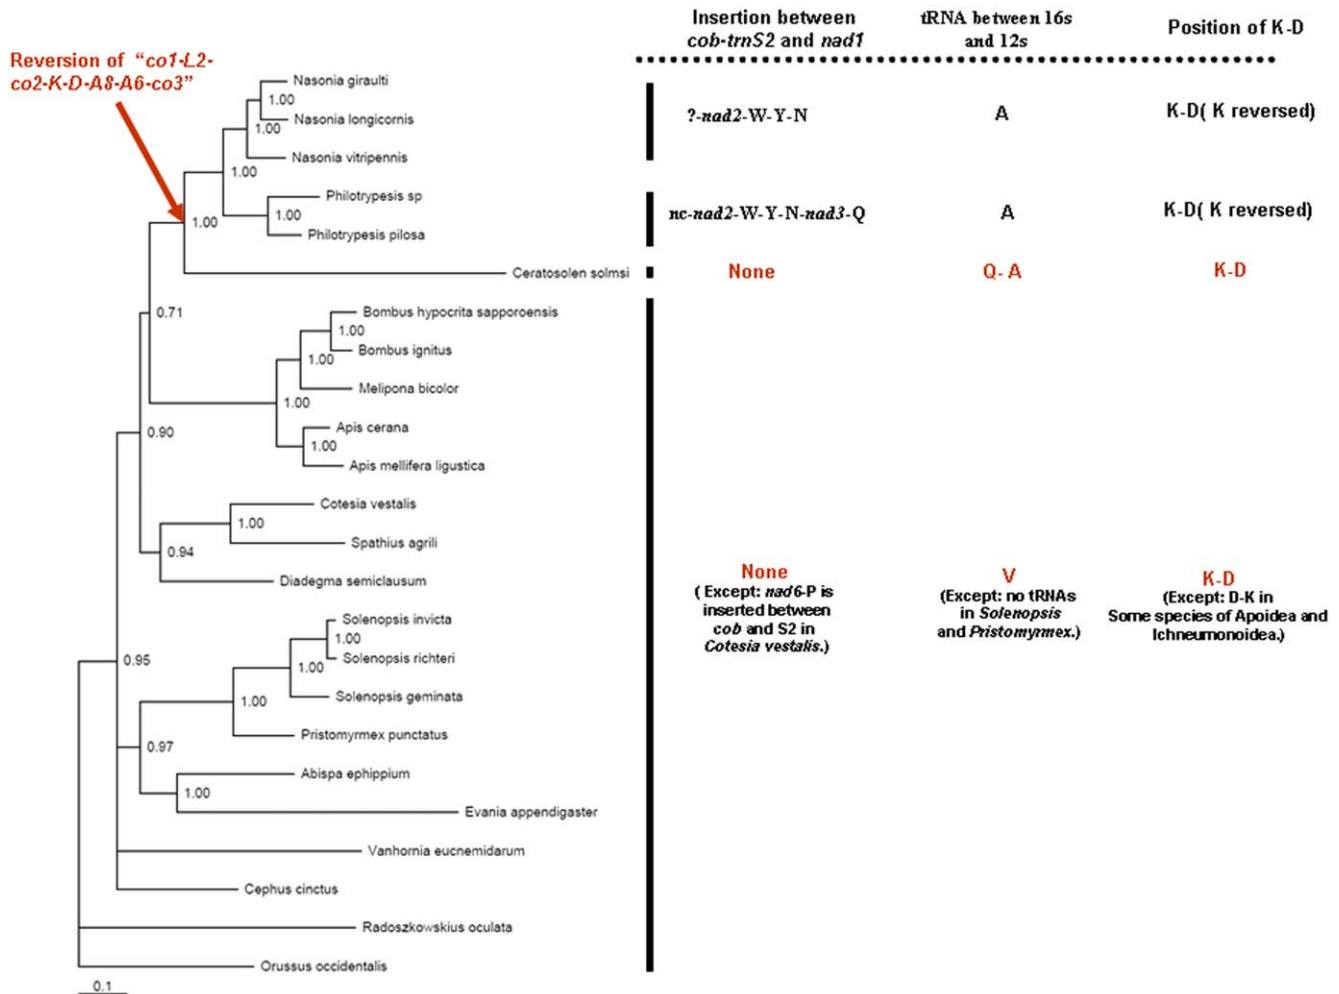 Insertion between
cob-trnS2 and nad1
tRNA between 16s
and 12s
Position of K-D
Reversion of “co1-L2-
co2-K-D-A8-A6-co3”
Nasonia giraulti
1.00
Nasonia longicornis
1.00
Nasonia vitripennis
1.00
Philotrypesis sp
1.00
Philotrypesis pilosa
1.00
Ceratosolen solmsi
?-nad2-W-Y-N
A
K-D( K reversed)
nc-nad2-W-Y-N-nad3-Q
A
K-D( K reversed)
None
Q- A
K-D
0.71
Bombus hypocrita sapporoensis
1.00
Bombus ignitus
1.00
Melipona bicolor
1.00
Apis cerana
1.00
Apis mellifera ligustica
0.90
Cotesia vestalis
1.00
Spathius agrili
0.94
Diadegma semiclausum
None
( Except: nad6-P is
inserted between
cob and S2 in
Cotesia vestalis.)
V
(Except: no tRNAs
in Solenopsis
and Pristomyrmex.)
K-D
(Except: D-K in
Some species of Apoidea and
Ichneumonoidea.)
Solenopsis invicta
1.00
Solenopsis richteri
1.00
Solenopsis geminata
1.00
Pristomyrmex punctatus
0.95
0.97
Abispa ephippium
1.00
Evania appendigaster
Vanhornia eucnemidarum
Cephus cinctus
Radoszkowskius oculata
Orussus occidentalis
0.1